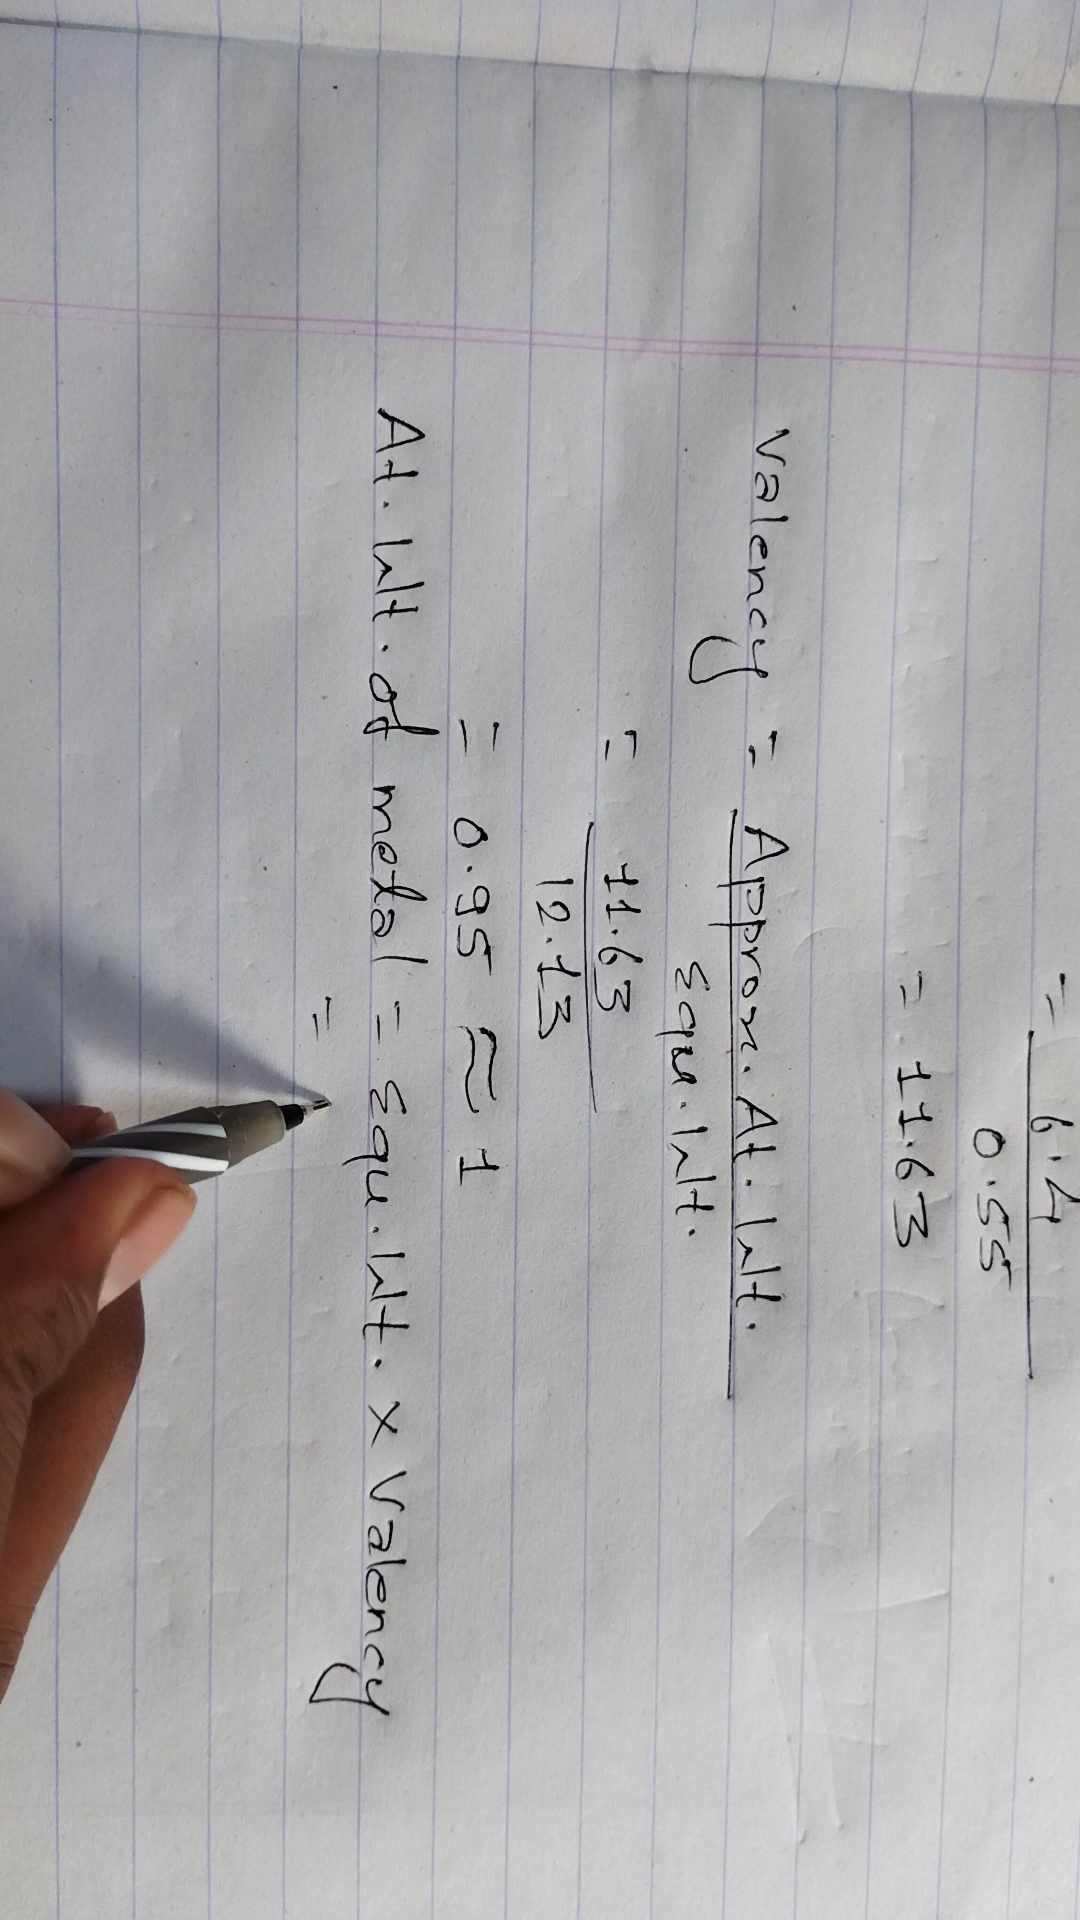 = 6.4
0.55
= 11.63
Valency = Approx. At. Wt.
Equ. Wt.
= 11.63
12.13
= 0.95 ≈ 1
At. Wt. of metal = Equ. Wt. x Valency
=